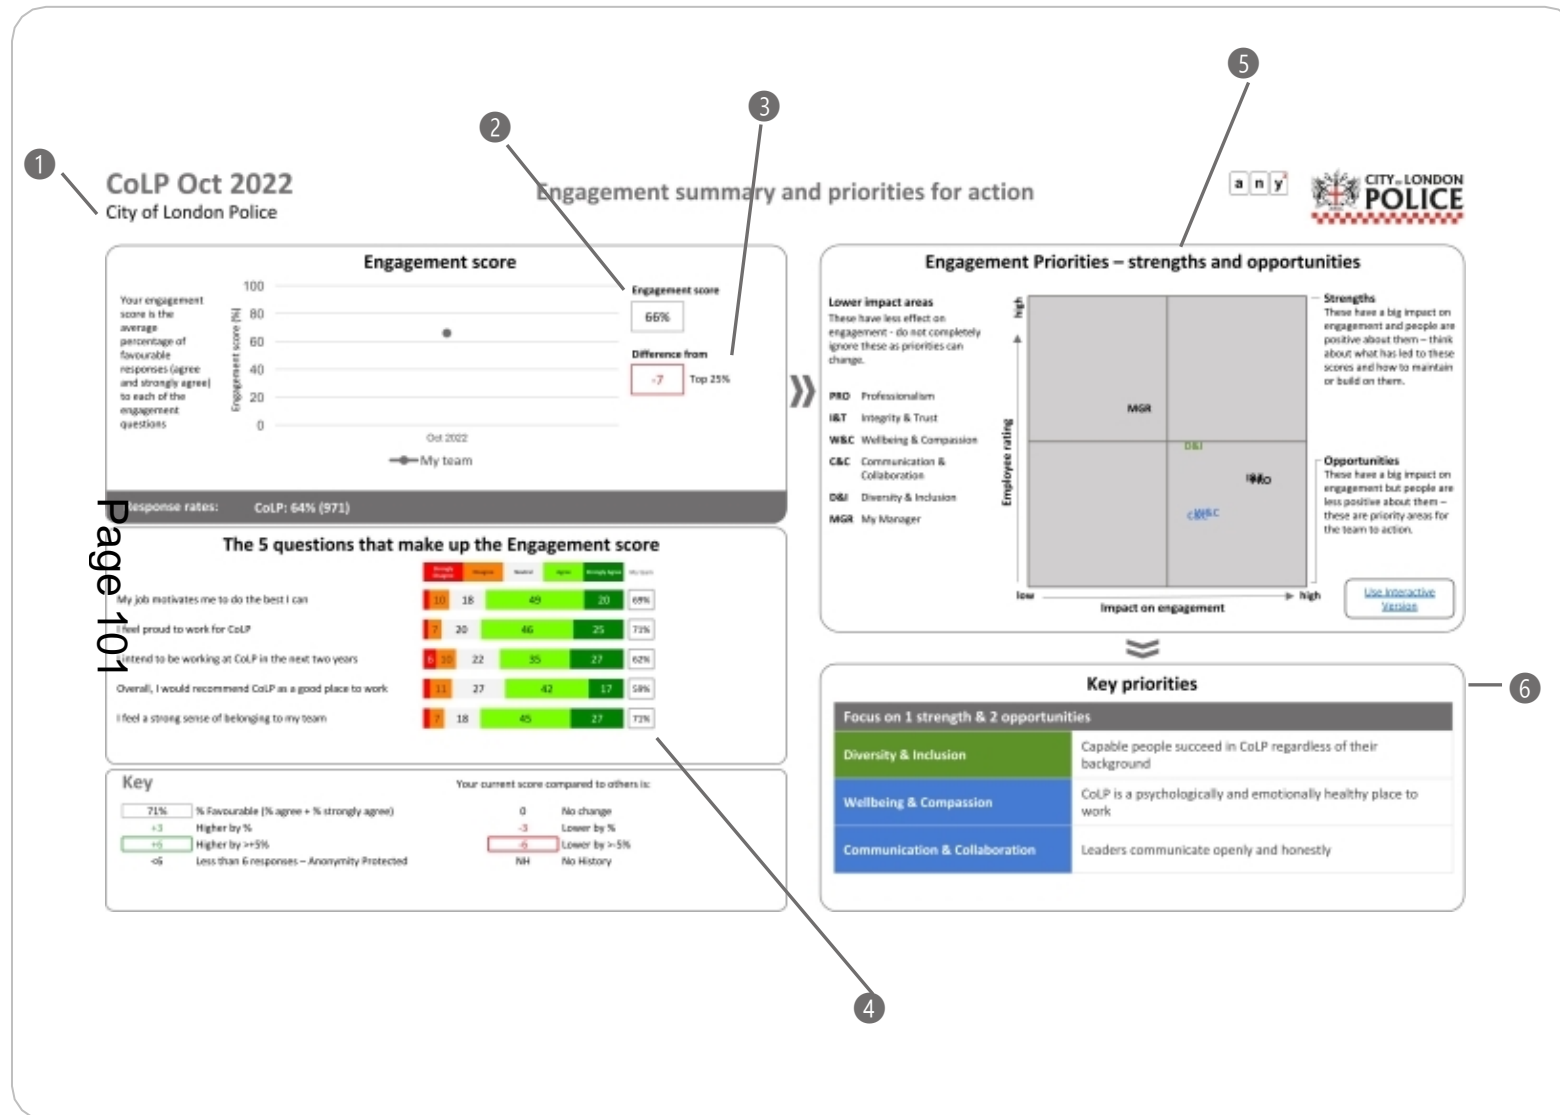 1
2
3
5
CoLP Oct 2022
City of London Police
Engagement summary and priorities for action
any
CITY OF LONDON
POLICE
Engagement score
Your engagement
score is the
average
percentage of
favourable
responses (agree
and strongly agree)
to each of the
engagement
questions
Engagement score (%)
100
80
60
40
20
0
Oct 2022
My team
Engagement score
66%
Difference from
-7 Top 25%
Response rates: CoLP: 64% (971)
Page 101
The 5 questions that make up the Engagement score
Strongly Disagree Disagree Neutral Agree Strongly Agree My team
My job motivates me to do the best I can 10 18 49 20 69%
I feel proud to work for CoLP 7 20 46 25 71%
I intend to be working at CoLP in the next two years 6 10 22 35 27 62%
Overall, I would recommend CoLP as a good place to work 11 27 42 17 59%
I feel a strong sense of belonging to my team 7 18 45 27 71%
Key
71% % Favourable (% agree + % strongly agree)
+3 Higher by %
+6 Higher by >+5%
<6 Less than 6 responses – Anonymity Protected
Your current score compared to others is:
0 No change
-3 Lower by %
-6 Lower by >-5%
NH No History
4
Engagement Priorities – strengths and opportunities
Lower impact areas
These have less effect on
engagement - do not completely
ignore these as priorities can
change.
PRO Professionalism
I&T Integrity & Trust
W&C Wellbeing & Compassion
C&C Communication &
Collaboration
D&I Diversity & Inclusion
MGR My Manager
high
Employee rating
low
MGR
D&I
Impact on engagement
high
Strengths
These have a big impact on
engagement and people are
positive about them – think
about what has led to these
scores and how to maintain
or build on them.
Opportunities
These have a big impact on
engagement but people are
less positive about them –
these are priority areas for
the team to action.
Use Interactive
Version
Key priorities
6
Focus on 1 strength & 2 opportunities
Diversity & Inclusion
Capable people succeed in CoLP regardless of their
background
Wellbeing & Compassion
CoLP is a psychologically and emotionally healthy place to
work
Communication & Collaboration
Leaders communicate openly and honestly